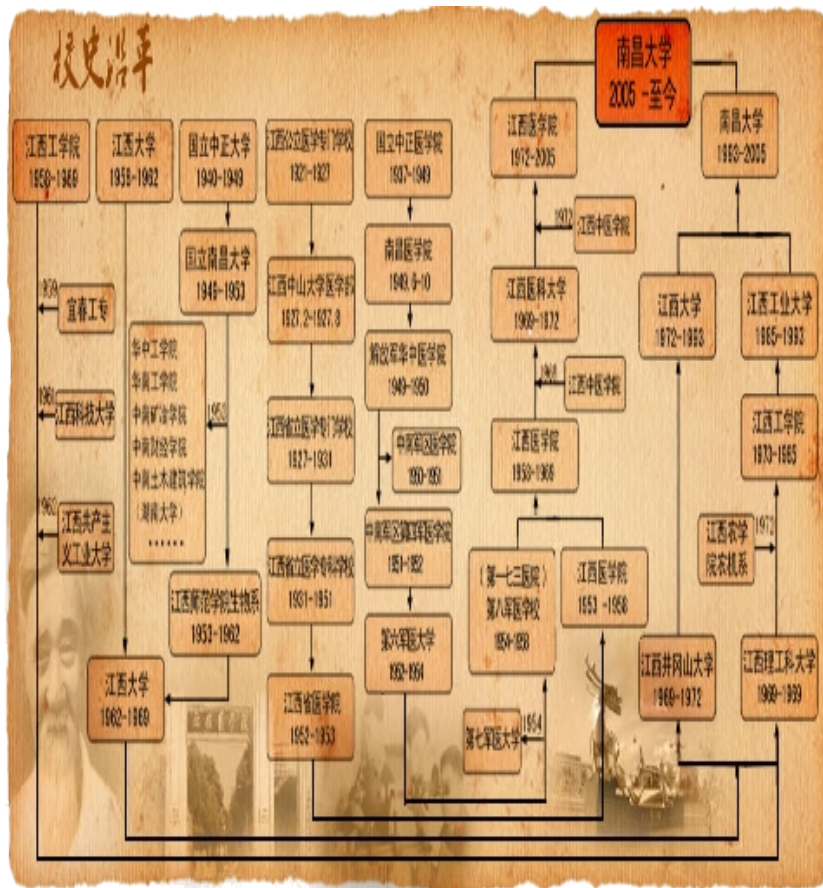 校史沿革
南昌大学
2005 -至今
江西工学院
1958-1969
江西大学
1958-1962
国立中正大学
1940-1949
江西公立医学专门学校
1921-1927
国立中正医学院
1937-1949
江西医学院
1972-2005
南昌大学
1993-2005
国立南昌大学
1949-1953
南昌医学院
1949.6-10
江西中山大学医学部
1927.2-1927.8
江西中医学院
江西医科大学
1969-1972
江西大学
1972-1993
江西工业大学
1985-1993
1959
宜春工专
华中工学院
华南工学院
中南矿冶学院
中南财经学院
中南土木建筑学院
（湖南大学）
……
1953
解放军华中医学院
1949-1950
1968
江西中医学院
1961
江西科技大学
江西省立医学专门学校
1927-1931
中南军区医学院
1950-1951
江西医学院
1958-1969
江西工学院
1970-1985
1962
江西共产主
义工业大学
江西省立医学专科学校
1931-1951
中南军区第四军医学院
1951-1952
江西农学
院农机系
1972
江西师范学院生物系
1953-1962
第六军医大学
1952-1954
（第一七三医院）
第八军医学校
1954-1958
江西医学院
1953 -1958
江西大学
1962-1969
江西省医学院
1952-1953
第七军医大学
1954
江西井冈山大学
1969-1972
江西理工科大学
1969-1969